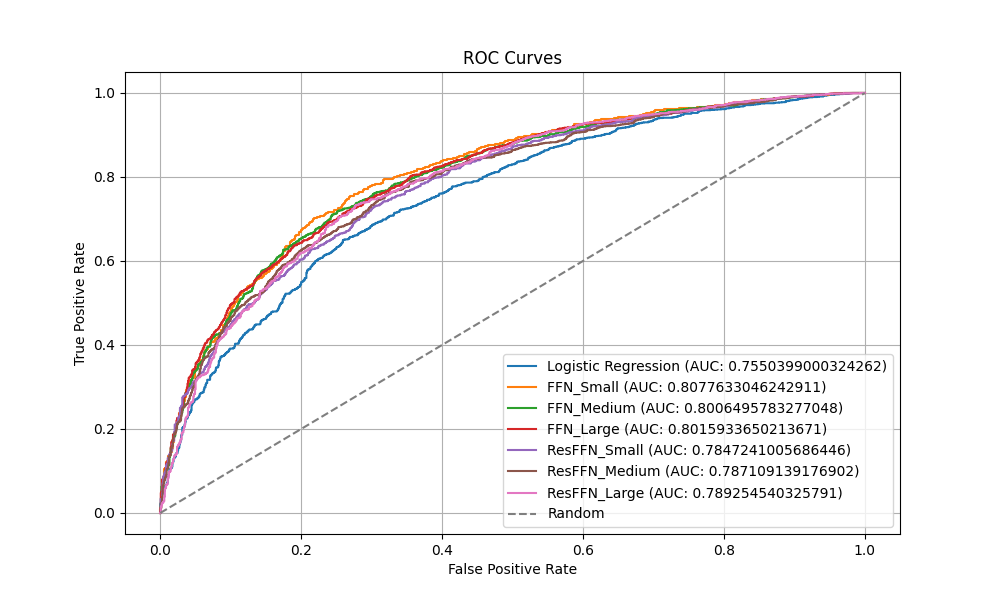 ROC Curves
True Positive Rate
1.0
0.8
0.6
0.4
0.2
0.0
Logistic Regression (AUC: 0.7550399000324262)
FFN_Small (AUC: 0.8077633046242911)
FFN_Medium (AUC: 0.8006495783277048)
FFN_Large (AUC: 0.8015933650213671)
ResFFN_Small (AUC: 0.7847241005686446)
ResFFN_Medium (AUC: 0.787109139176902)
ResFFN_Large (AUC: 0.789254540325791)
Random
0.0 0.2 0.4 0.6 0.8 1.0
False Positive Rate